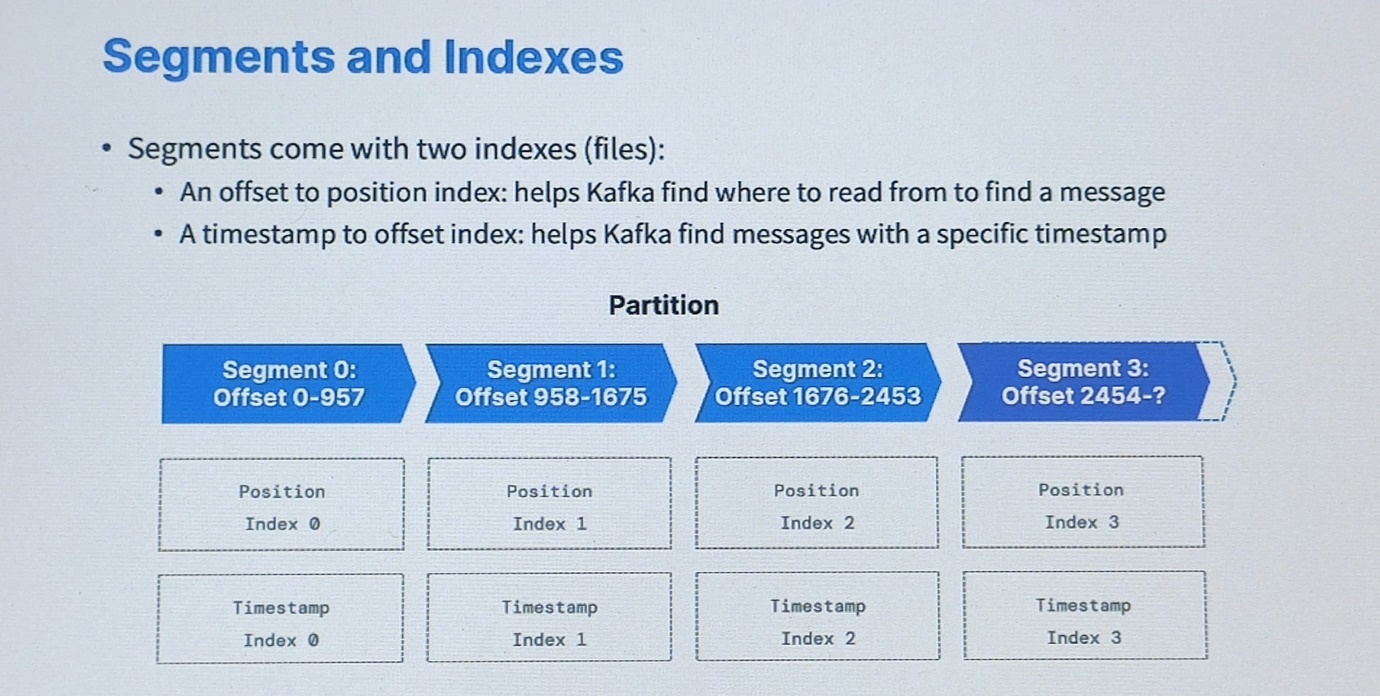 Segments and Indexes
• Segments come with two indexes (files):
• An offset to position index: helps Kafka find where to read from to find a message
• A timestamp to offset index: helps Kafka find messages with a specific timestamp
Partition
Segment 0:
Offset 0-957
Segment 1:
Offset 958-1675
Segment 2:
Offset 1676-2453
Segment 3:
Offset 2454-?
Position
Index 0
Position
Index 1
Position
Index 2
Position
Index 3
Timestamp
Index 0
Timestamp
Index 1
Timestamp
Index 2
Timestamp
Index 3